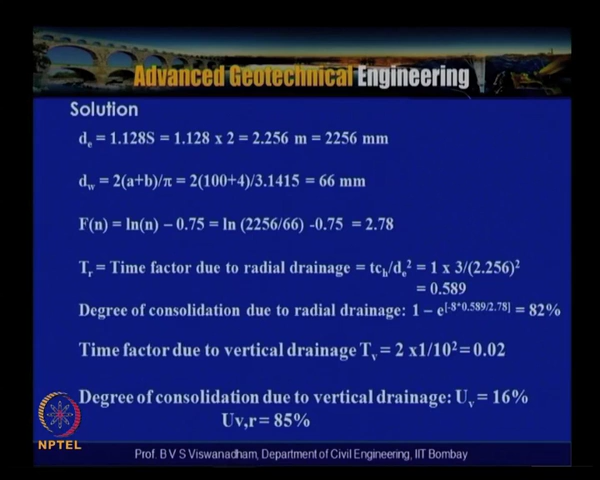 Advanced Geotechnical Engineering
Solution
dₑ = 1.128S = 1.128 x 2 = 2.256 m = 2256 mm
d_w = 2(a+b)/π = 2(100+4)/3.1415 = 66 mm
F(n) = ln(n) – 0.75 = ln (2256/66) -0.75 = 2.78
Tᵣ = Time factor due to radial drainage = tcₕ/dₑ² = 1 x 3/(2.256)²
= 0.589
Degree of consolidation due to radial drainage: 1 – e^[-8*0.589/2.78] = 82%
Time factor due to vertical drainage Tᵥ = 2 x1/10² = 0.02
Degree of consolidation due to vertical drainage: Uᵥ = 16%
Uv,r = 85%
NPTEL
Prof. B V S Viswanadham, Department of Civil Engineering, IIT Bombay